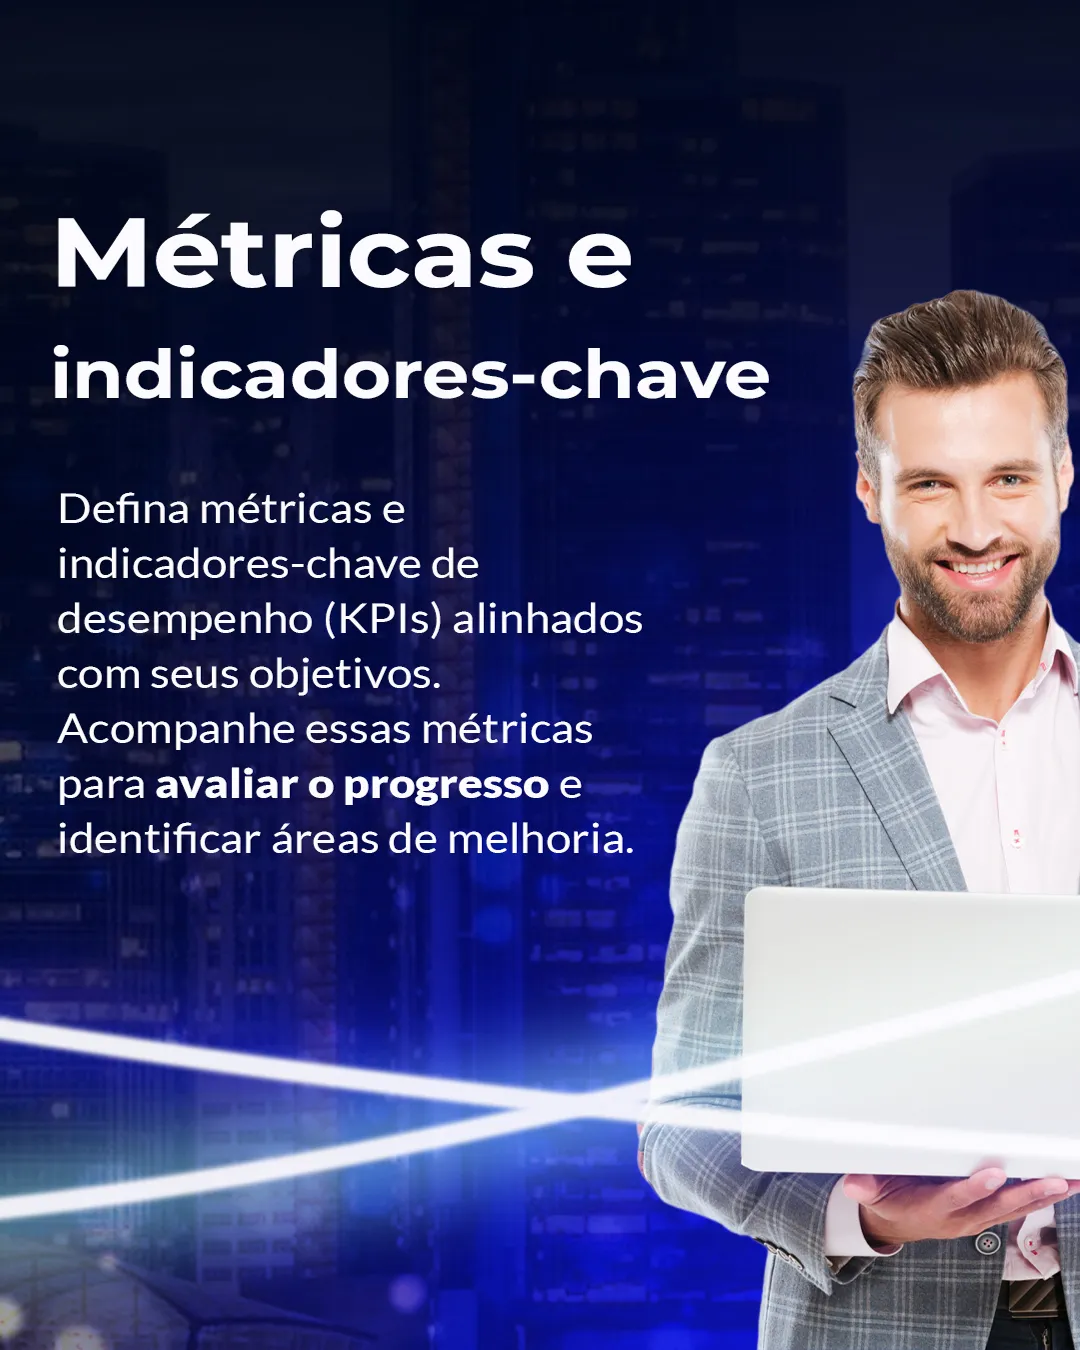 Métricas e
indicadores-chave
Defina métricas e
indicadores-chave de
desempenho (KPIs) alinhados
com seus objetivos.
Acompanhe essas métricas
para avaliar o progresso e
identificar áreas de melhoria.